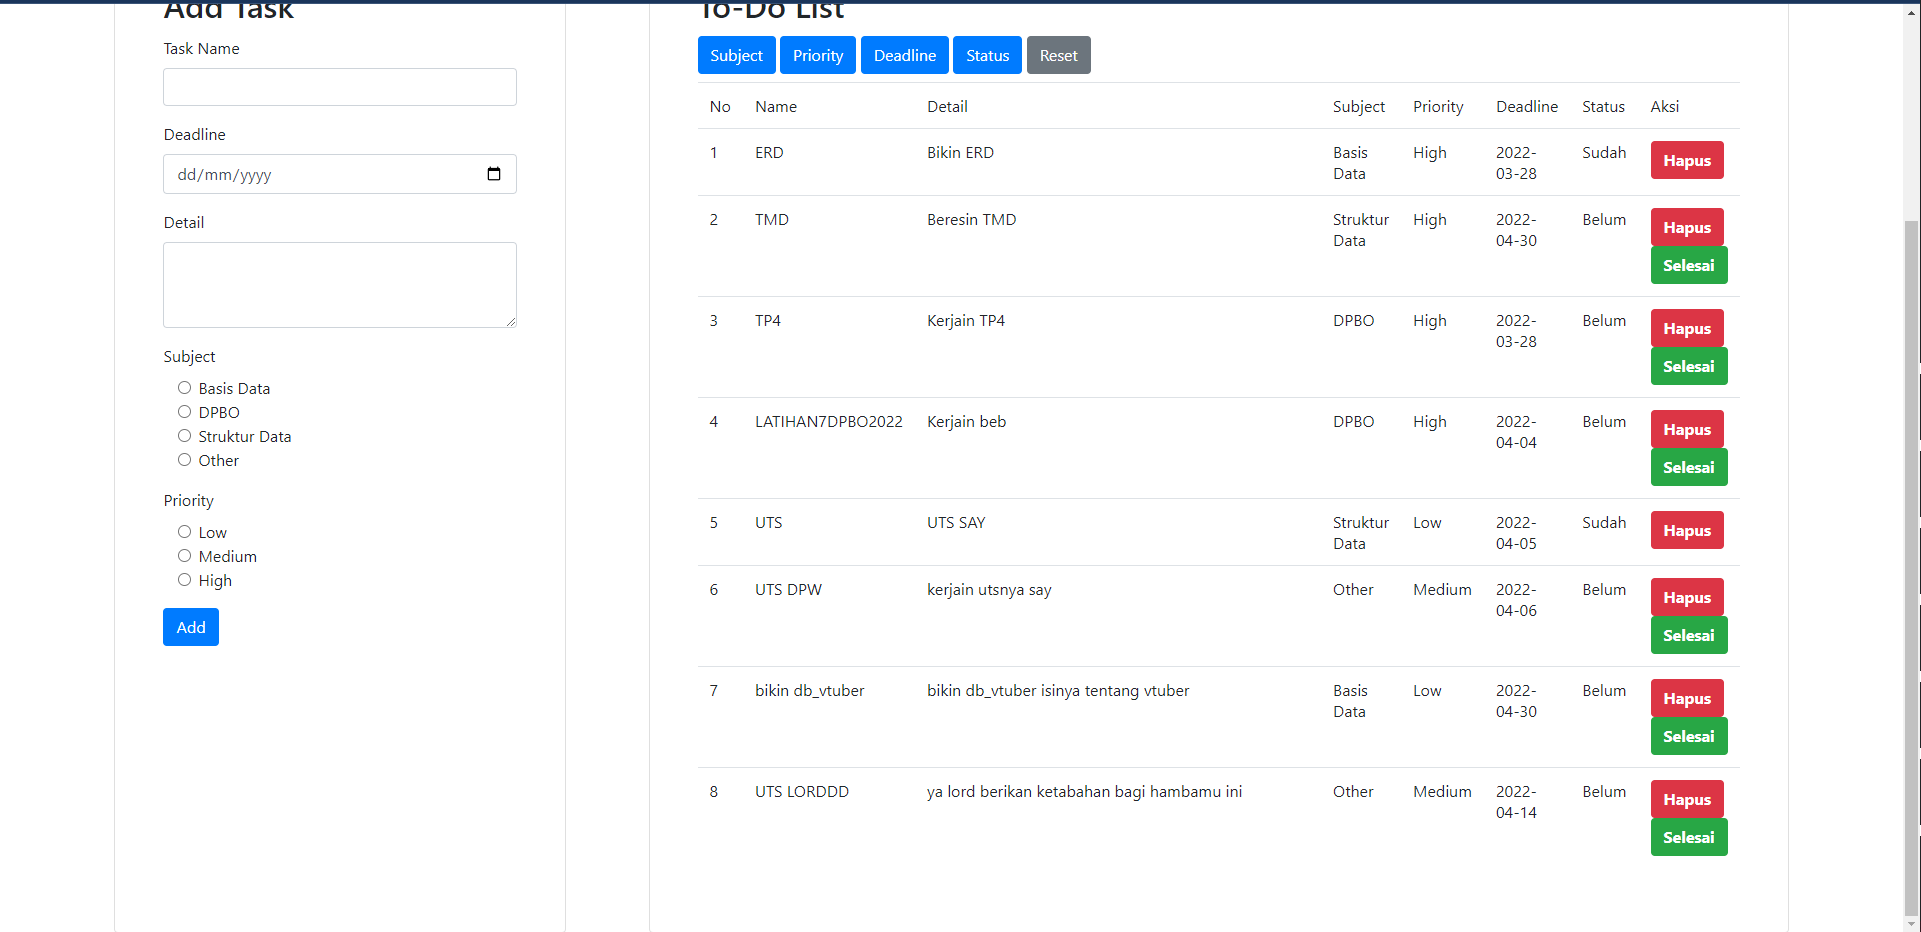 Add Task
Task Name
Deadline
dd/mm/yyyy
Detail
Subject
Basis Data
DPBO
Struktur Data
Other
Priority
Low
Medium
High
Add
To-Do List
Subject Priority Deadline Status Reset
No Name Detail Subject Priority Deadline Status Aksi
1 ERD Bikin ERD Basis High 2022- Sudah Hapus
Data 03-28
2 TMD Beresin TMD Struktur High 2022- Belum Hapus
Data 04-30
Selesai
3 TP4 Kerjain TP4 DPBO High 2022- Belum Hapus
03-28
Selesai
4 LATIHAN7DPBO2022 Kerjain beb DPBO High 2022- Belum Hapus
04-04
Selesai
5 UTS UTS SAY Struktur Low 2022- Sudah Hapus
Data 04-05
6 UTS DPW kerjain utsnya say Other Medium 2022- Belum Hapus
04-06
Selesai
7 bikin db_vtuber bikin db_vtuber isinya tentang vtuber Basis Low 2022- Belum Hapus
Data 04-30
Selesai
8 UTS LORDDD ya lord berikan ketabahan bagi hambamu ini Other Medium 2022- Belum Hapus
04-14
Selesai